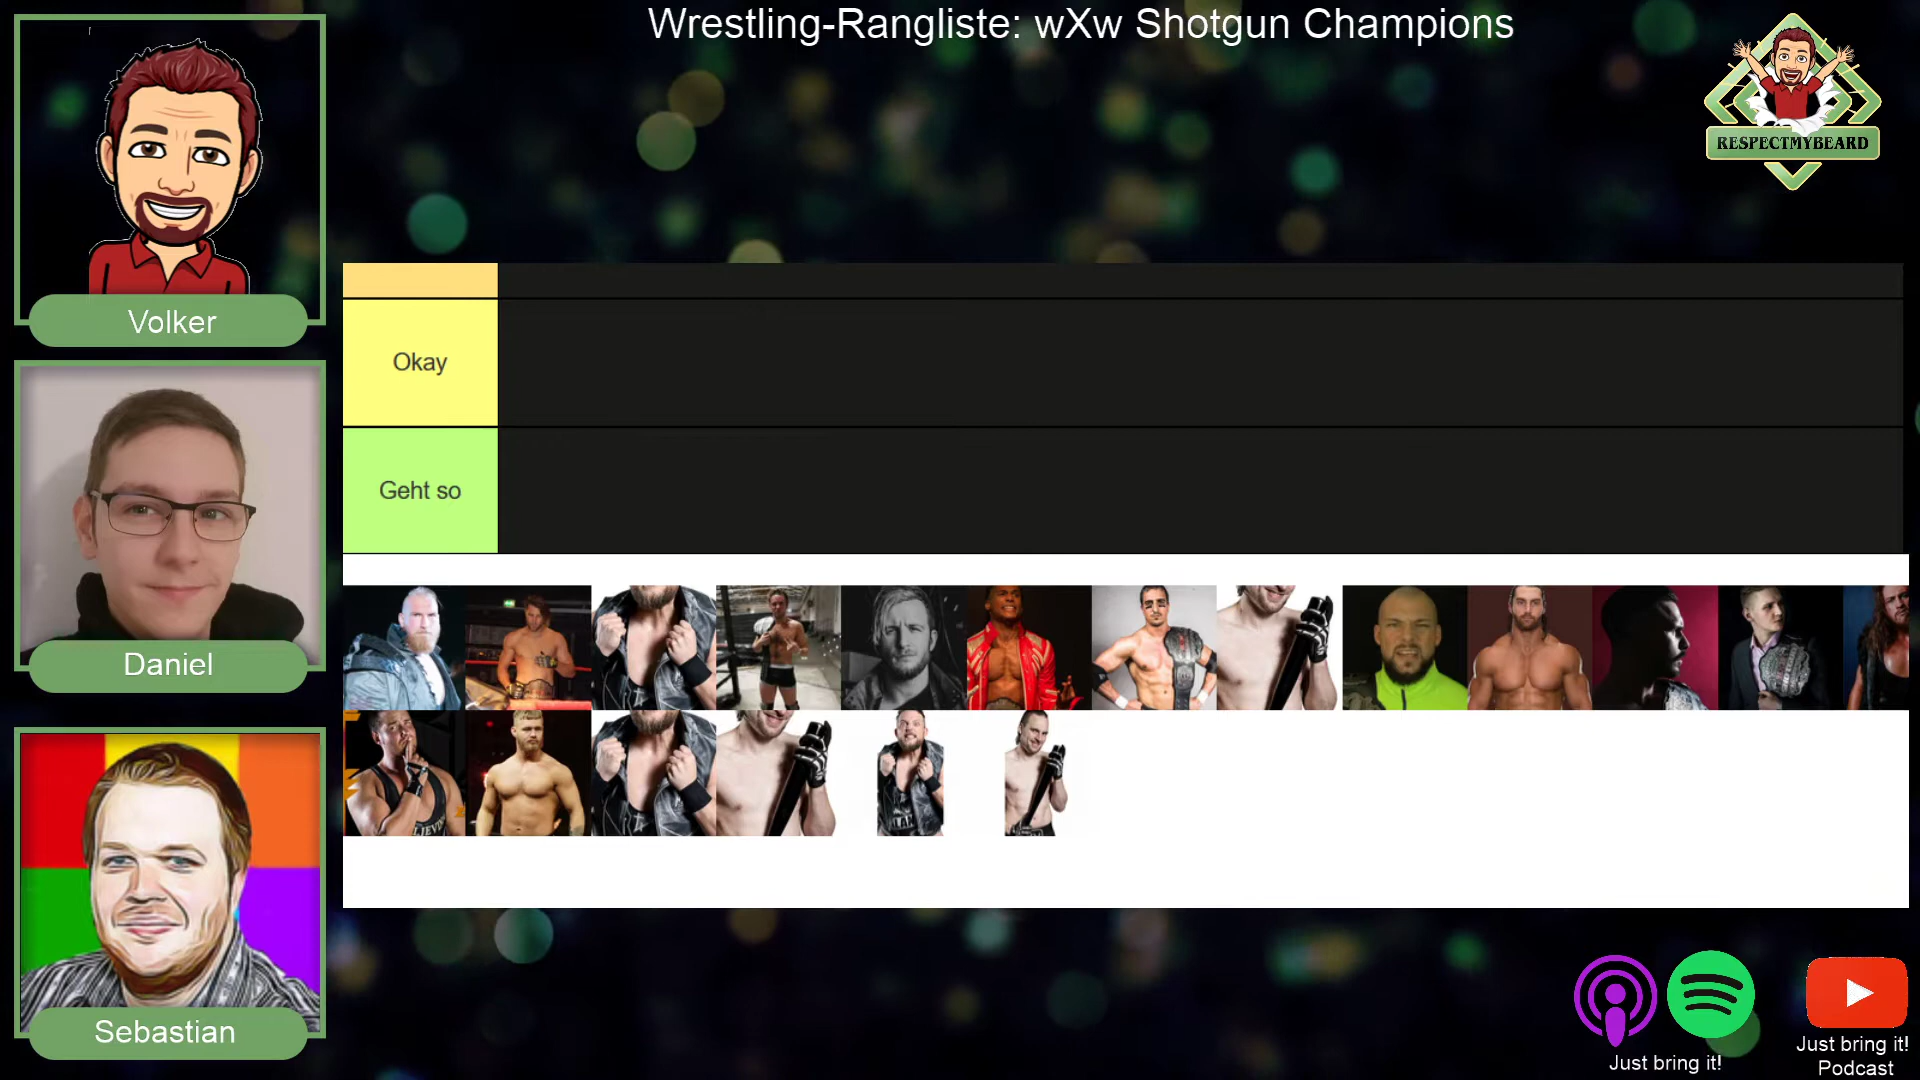 Wrestling-Rangliste: wXw Shotgun Champions
RESPECTMYBEARD
Volker
Okay
Geht so
Daniel
Sebastian
Just bring it!
Just bring it!
Podcast